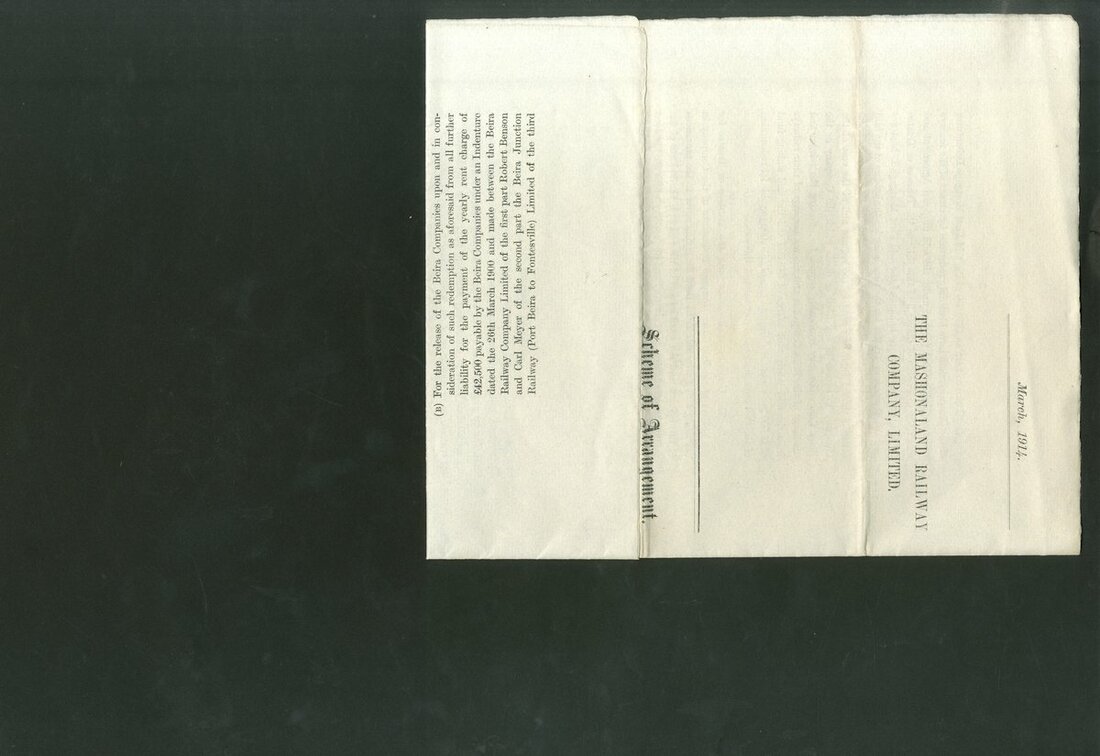 March, 1914.
THE MASHONALAND RAILWAY
COMPANY, LIMITED.
Scheme of Arrangement.
(B) For the release of the Beira Companies upon and in con-
sideration of such redemption as aforesaid from all further
liability for the payment of the yearly rent charge of
£42,500 payable by the Beira Companies under an Indenture
dated the 26th March 1900 and made between the Beira
Railway Company Limited of the first part Robert Benson
and Carl Meyer of the second part the Beira Junction
Railway (Port Beira to Fontesville) Limited of the third